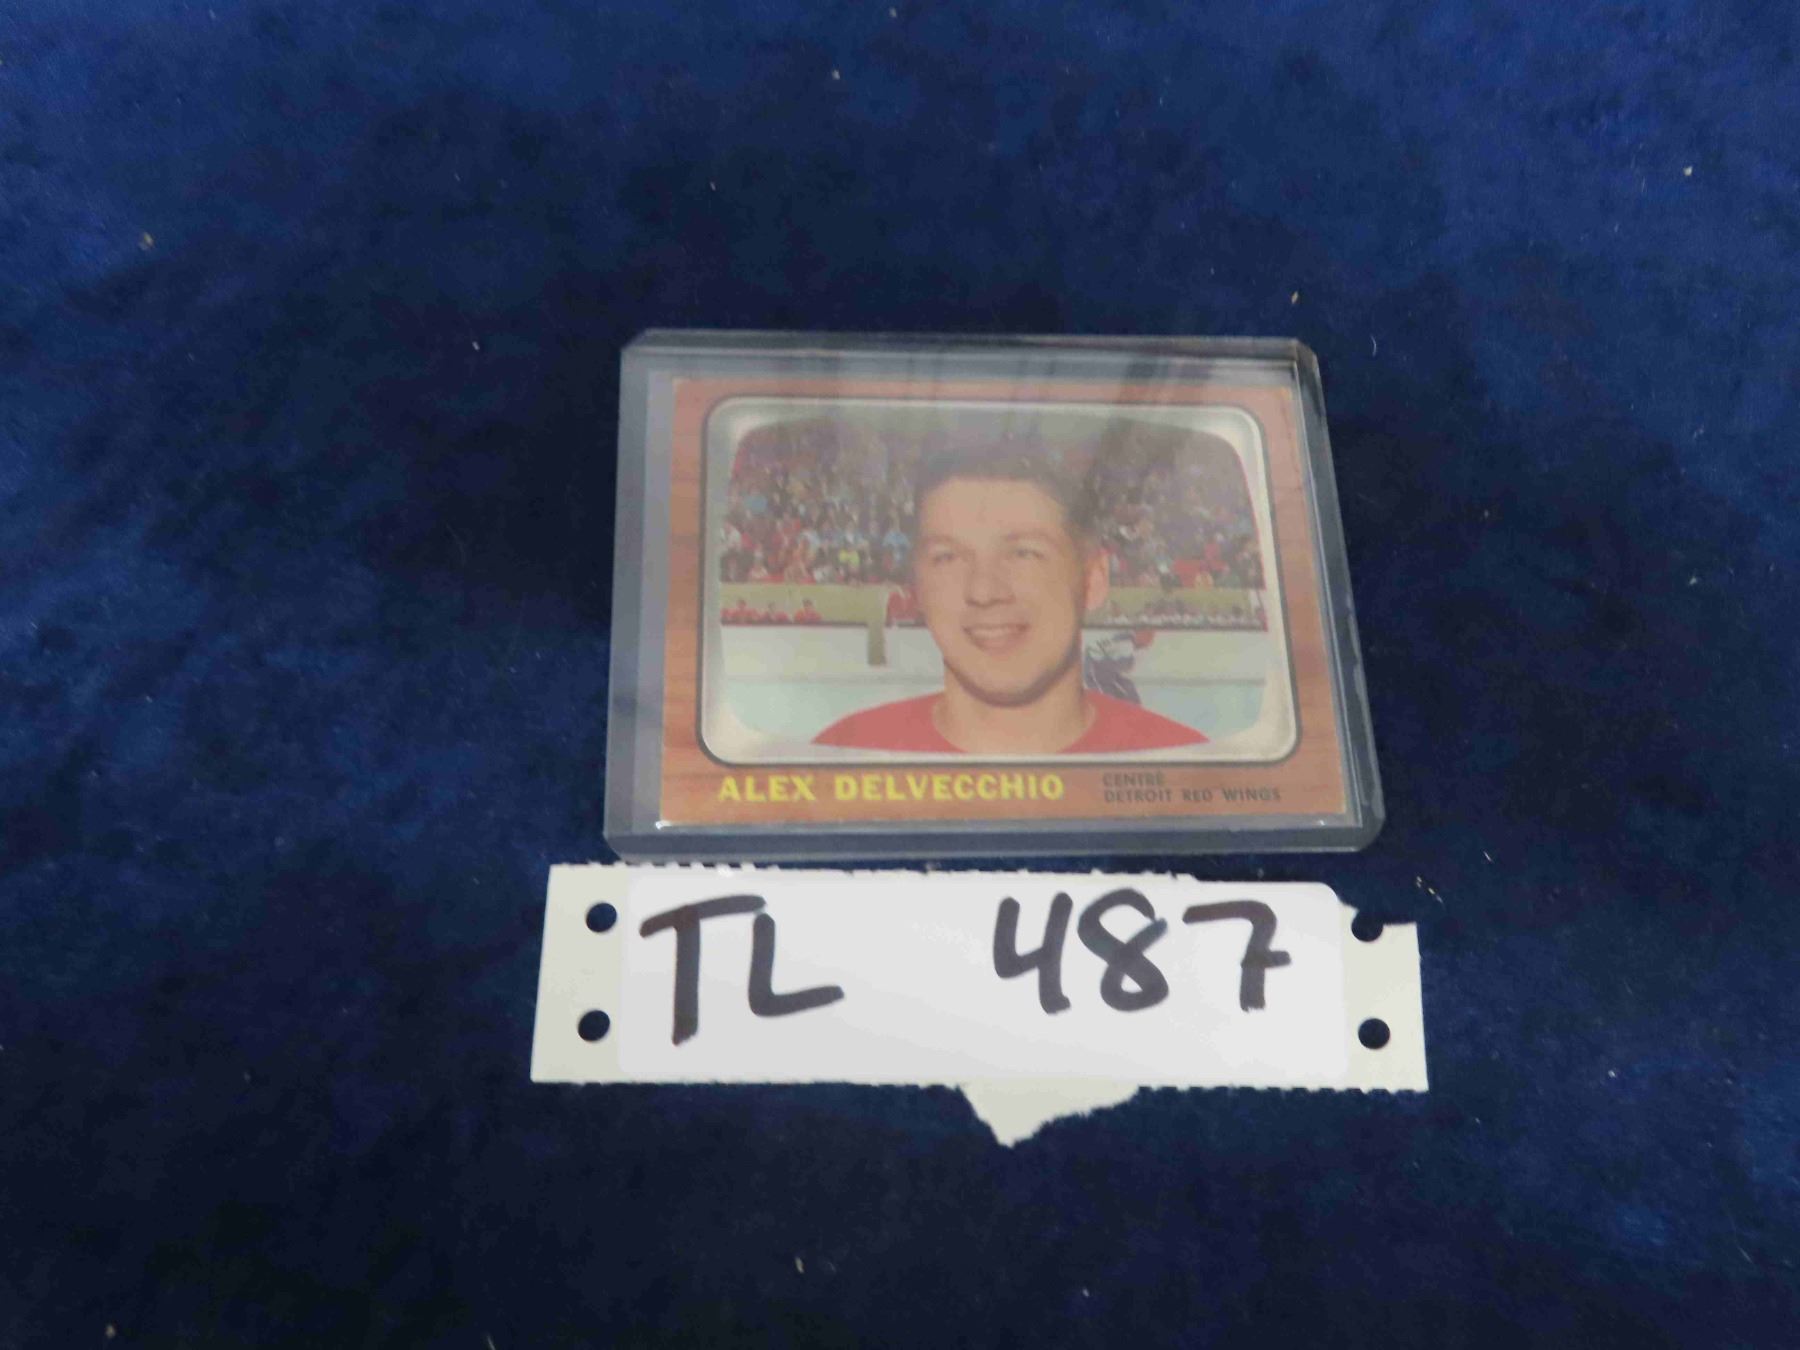 ALEX DELVECCHIO
CENTRE
DETROIT RED WINGS
TL 487